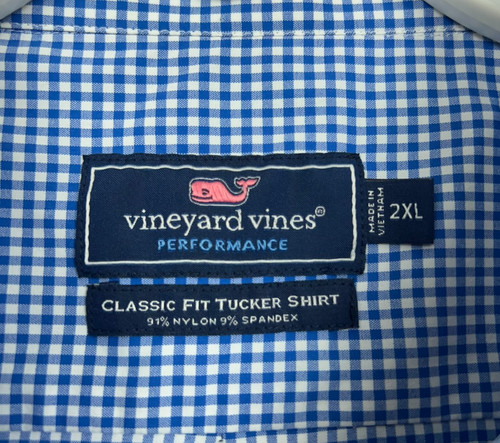 vineyard vines®
PERFORMANCE
MADE IN
VIETNAM
2XL
CLASSIC FIT TUCKER SHIRT
91% NYLON 9% SPANDEX